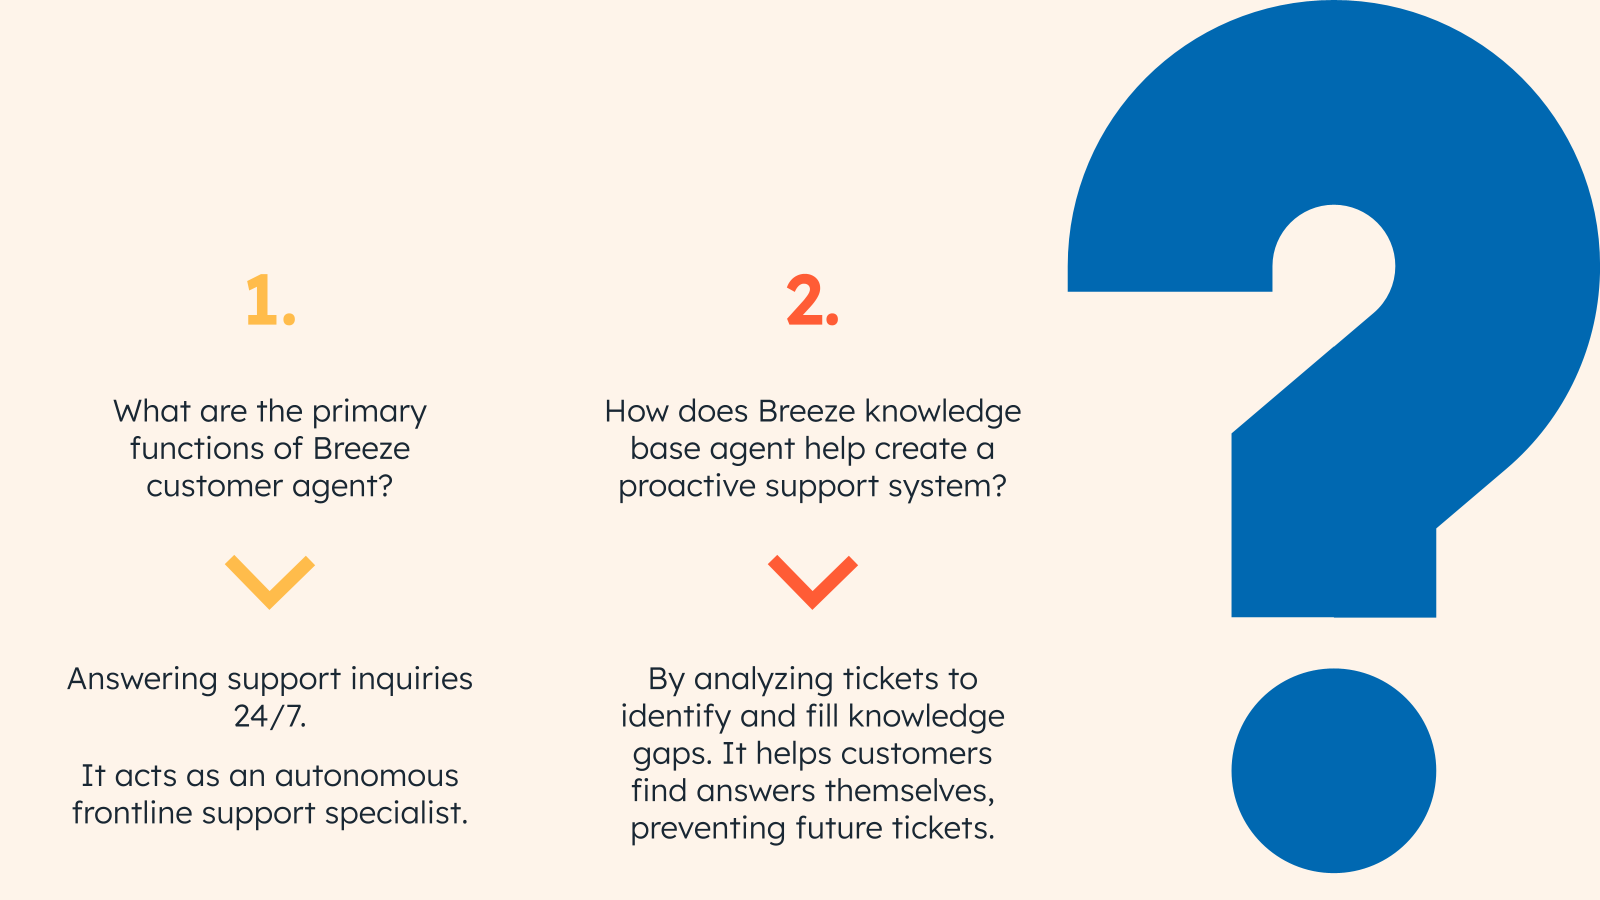 1.
What are the primary
functions of Breeze
customer agent?
Answering support inquiries
24/7.
It acts as an autonomous
frontline support specialist.
2.
How does Breeze knowledge
base agent help create a
proactive support system?
By analyzing tickets to
identify and fill knowledge
gaps. It helps customers
find answers themselves,
preventing future tickets.
?